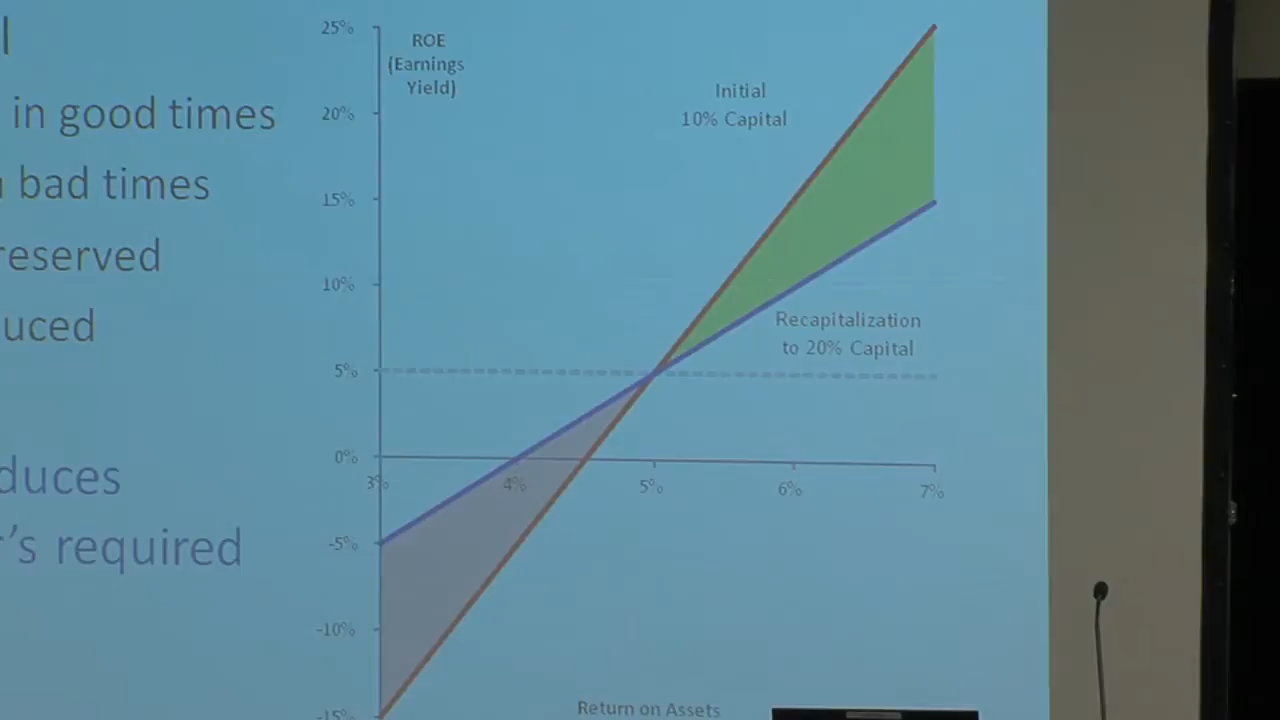 l
in good times
bad times
reserved
uced
duces
r's required
25%
20%
15%
10%
5%
0%
-5%
-10%
-15%
ROE
(Earnings
Yield)
Initial
10% Capital
Recapitalization
to 20% Capital
3% 4% 5% 6% 7%
Return on Assets